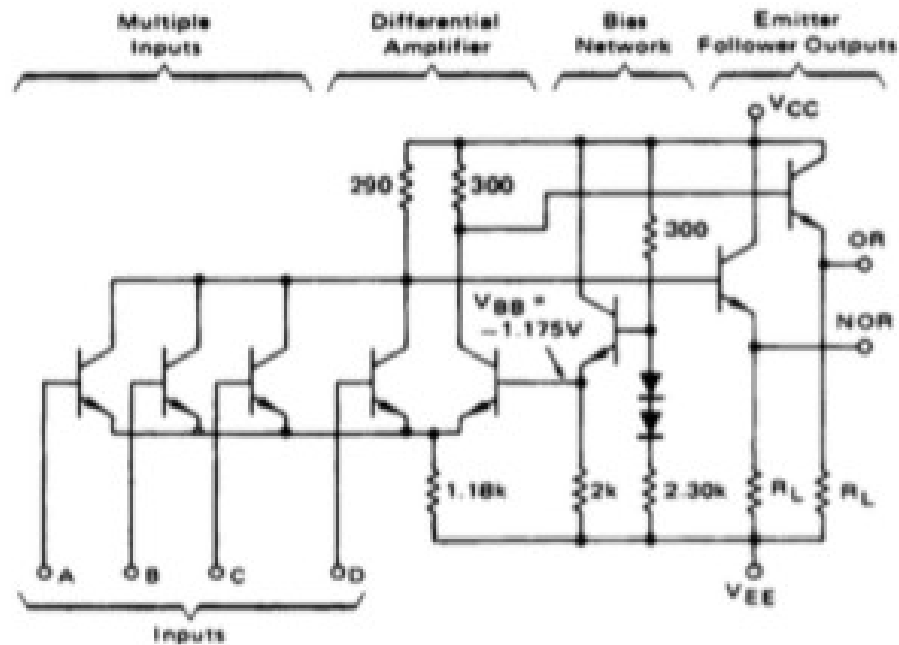 Multiple
Inputs
Differential
Amplifier
Bias
Network
Emitter
Follower Outputs
VCC
290
300
300
OR
VBB =
-1.175V
NOR
1.18k
2k
2.30k
RL
RL
A
B
C
D
VEE
Inputs